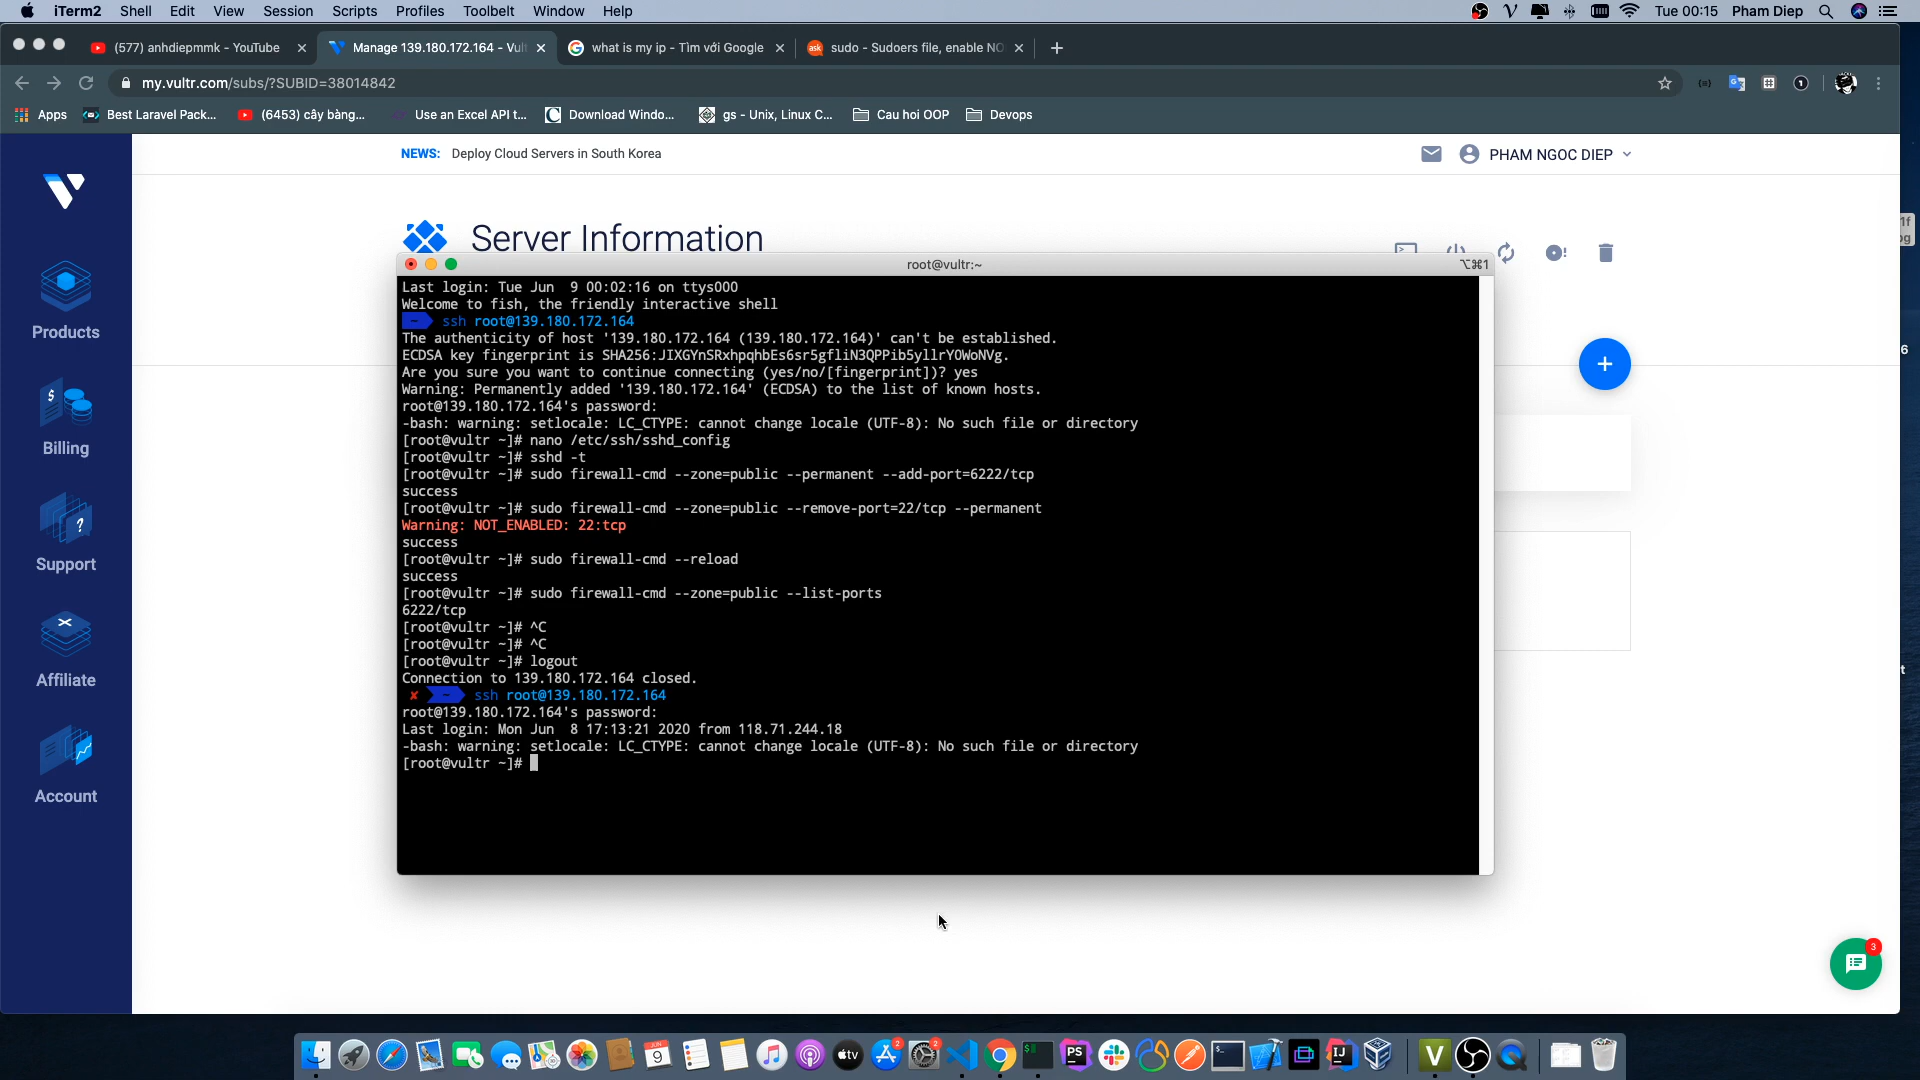 iTerm2 Shell Edit View Session Scripts Profiles Toolbelt Window Help Tue 00:15 Pham Diep
(577) anhdiepmmk - YouTube Manage 139.180.172.164 - Vul what is my ip - Tìm với Google ask sudo - Sudoers file, enable NO
my.vultr.com/subs/?SUBID=38014842
Apps Best Laravel Pack... (6453) cây bàng... Use an Excel API t... Download Windo... gs - Unix, Linux C... Cau hoi OOP Devops
NEWS: Deploy Cloud Servers in South Korea PHAM NGOC DIEP
Server Information
root@vultr:~ ⌥⌘1
Last login: Tue Jun  9 00:02:16 on ttys000
Welcome to fish, the friendly interactive shell
~ ssh root@139.180.172.164
The authenticity of host '139.180.172.164 (139.180.172.164)' can't be established.
ECDSA key fingerprint is SHA256:JIXGYnSRxhpqhbEs6sr5gfliN3QPPib5yllrYOWoNVg.
Are you sure you want to continue connecting (yes/no/[fingerprint])? yes
Warning: Permanently added '139.180.172.164' (ECDSA) to the list of known hosts.
root@139.180.172.164's password:
-bash: warning: setlocale: LC_CTYPE: cannot change locale (UTF-8): No such file or directory
[root@vultr ~]# nano /etc/ssh/sshd_config
[root@vultr ~]# sshd -t
[root@vultr ~]# sudo firewall-cmd --zone=public --permanent --add-port=6222/tcp
success
[root@vultr ~]# sudo firewall-cmd --zone=public --remove-port=22/tcp --permanent
Warning: NOT_ENABLED: 22:tcp
success
[root@vultr ~]# sudo firewall-cmd --reload
success
[root@vultr ~]# sudo firewall-cmd --zone=public --list-ports
6222/tcp
[root@vultr ~]# ^C
[root@vultr ~]# ^C
[root@vultr ~]# logout
Connection to 139.180.172.164 closed.
✘ ~ ssh root@139.180.172.164
root@139.180.172.164's password:
Last login: Mon Jun  8 17:13:21 2020 from 118.71.244.18
-bash: warning: setlocale: LC_CTYPE: cannot change locale (UTF-8): No such file or directory
[root@vultr ~]#
Products
Billing
Support
Affiliate
Account
3
JUN
9
tv
2
2
PS
IJ
V